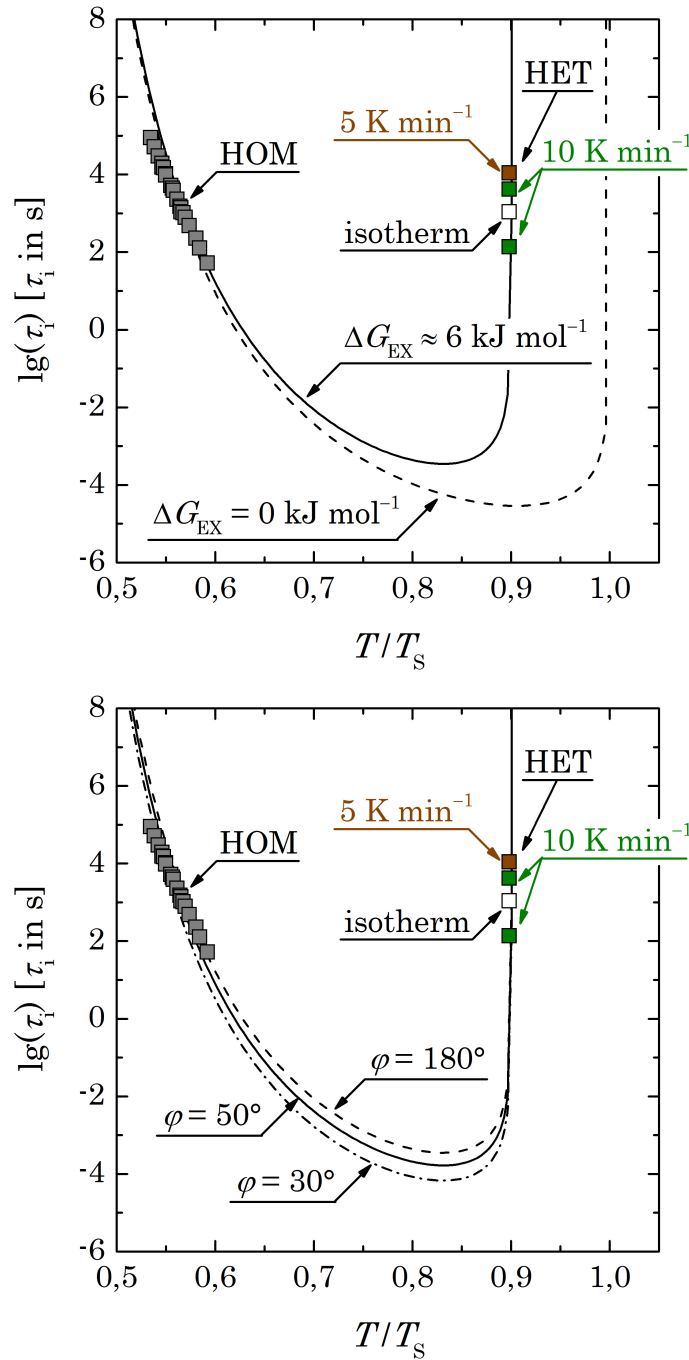 8
6
4
2
0
-2
-4
-6
lg(τi) [τi in s]
HOM
HET
5 K min−1
10 K min−1
isotherm
ΔGEX ≈ 6 kJ mol−1
ΔGEX = 0 kJ mol−1
0,5 0,6 0,7 0,8 0,9 1,0
T/TS
8
6
4
2
0
-2
-4
-6
lg(τi) [τi in s]
HOM
HET
5 K min−1
10 K min−1
isotherm
φ = 180°
φ = 50°
φ = 30°
0,5 0,6 0,7 0,8 0,9 1,0
T/TS